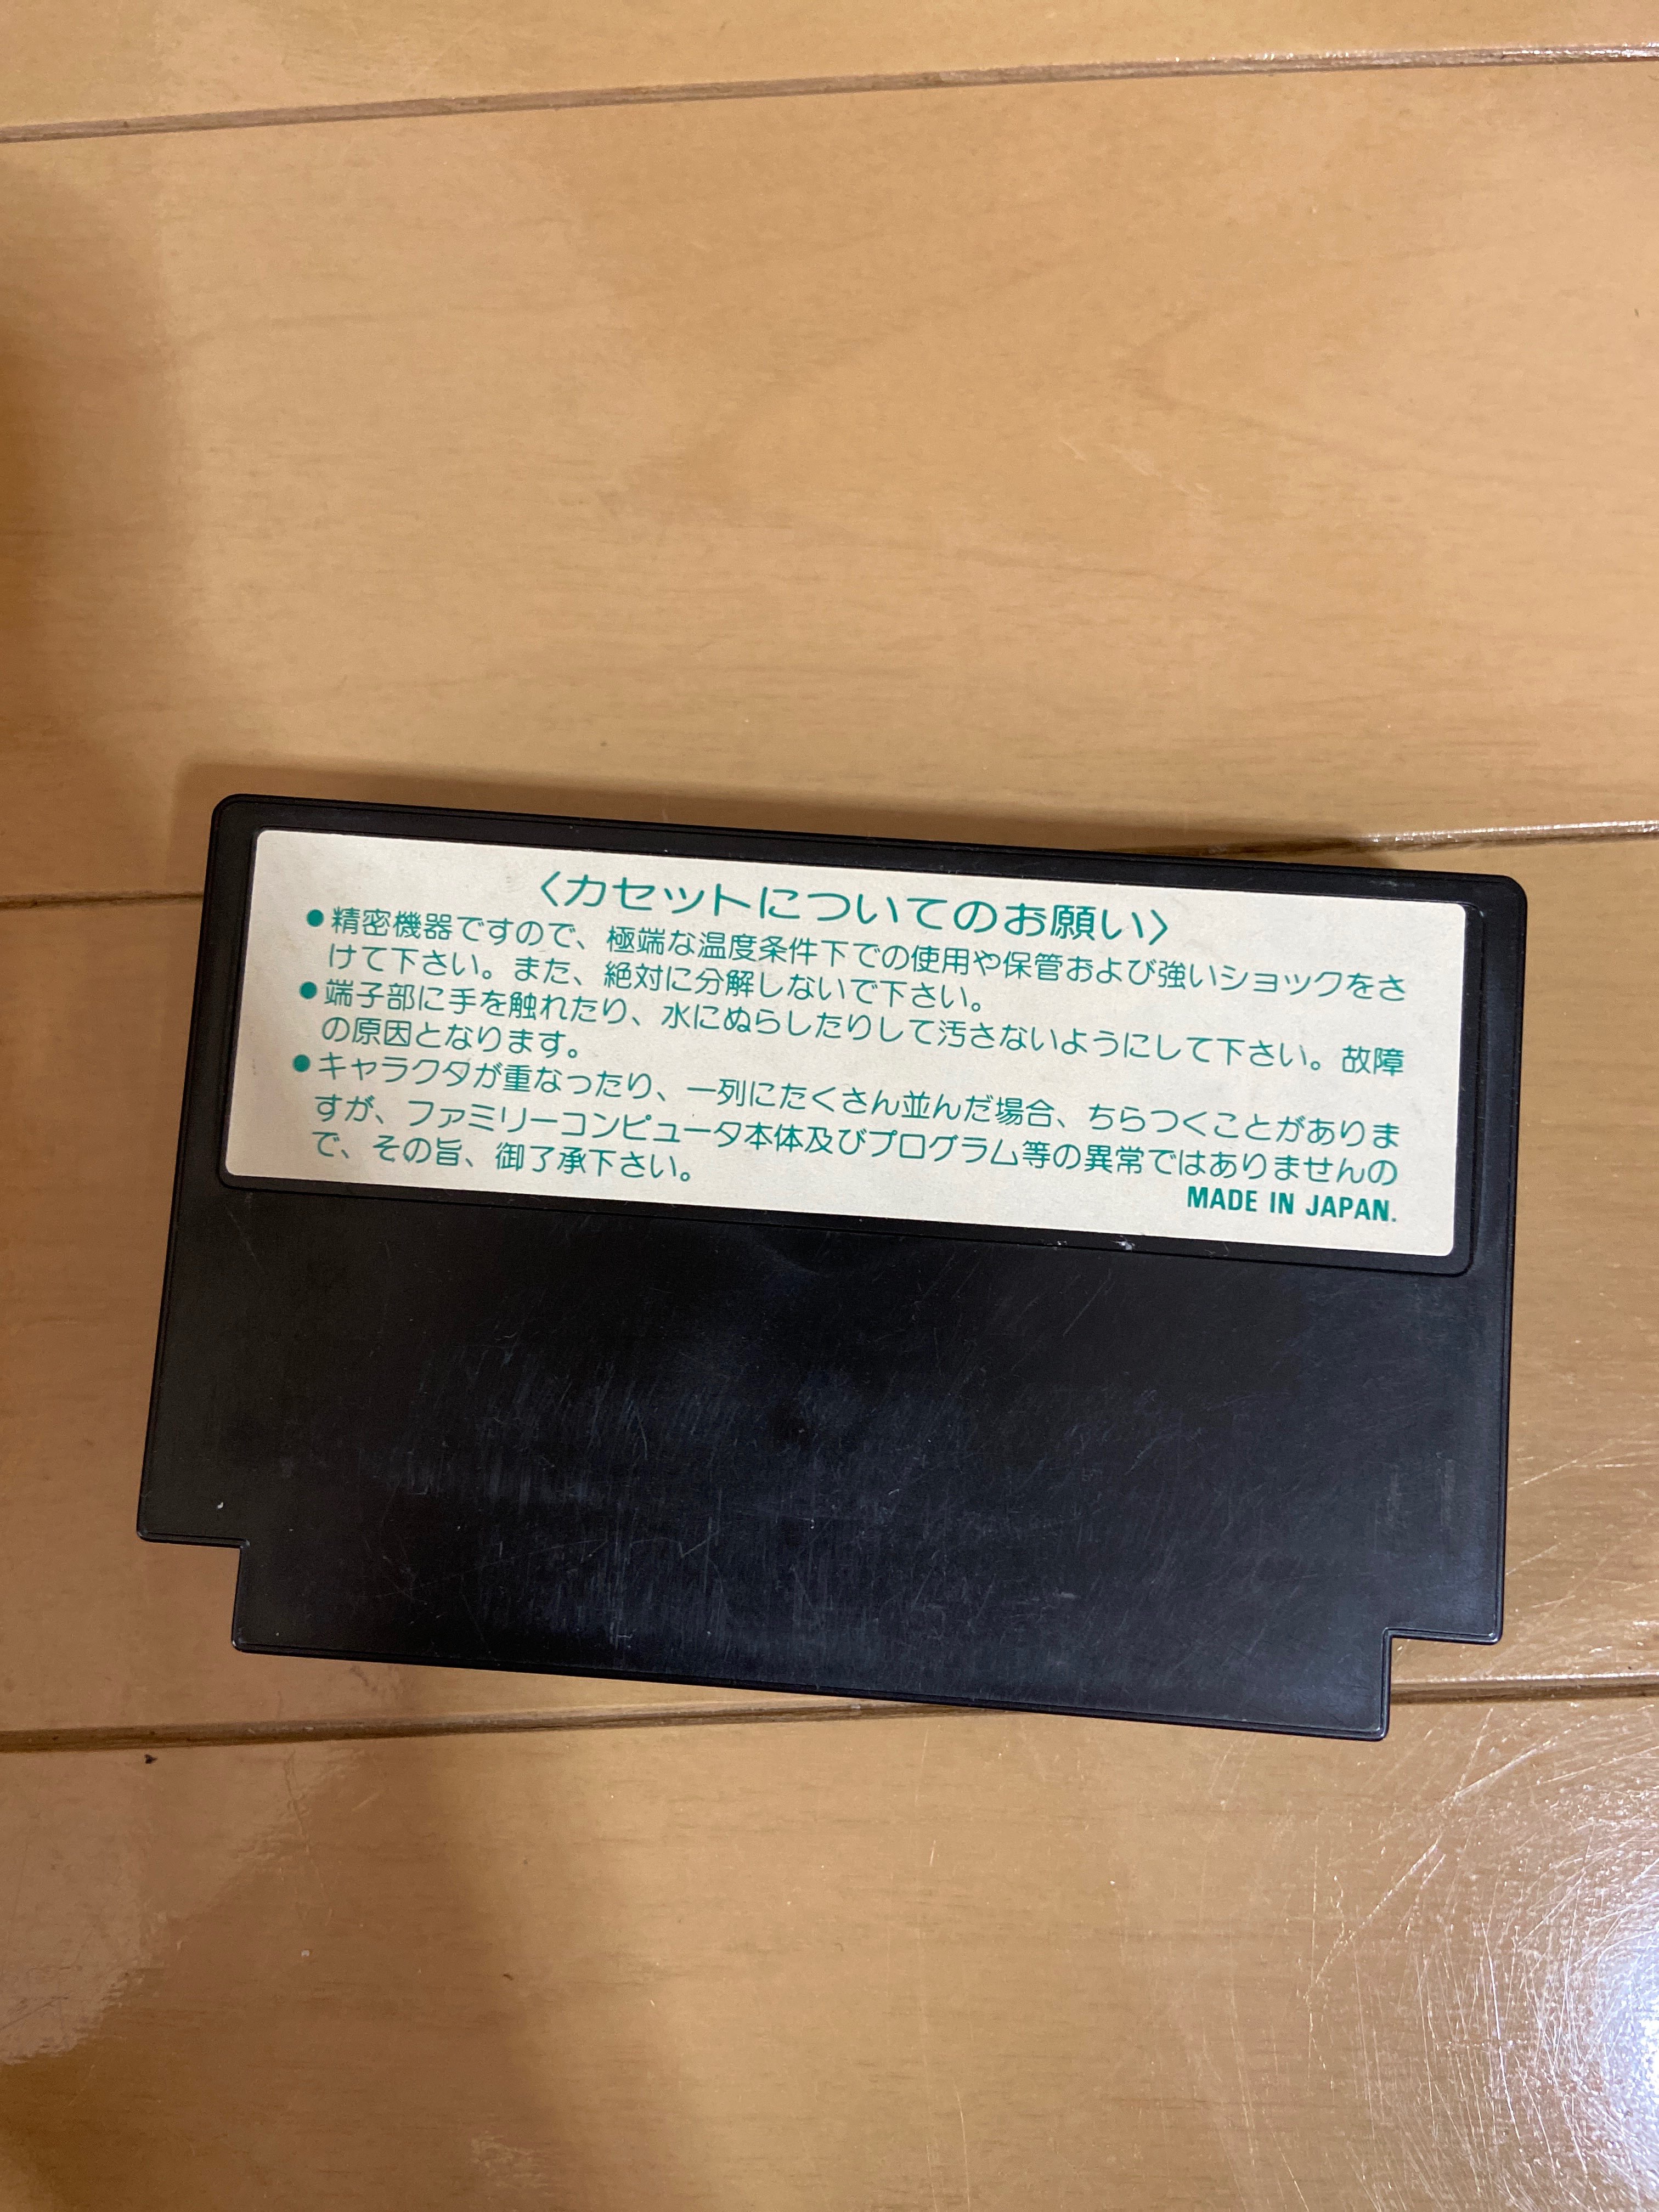 〈カセットについてのお願い〉
●精密機器ですので、極端な温度条件下での使用や保管および強いショックをさ
けて下さい。また、絶対に分解しないで下さい。
●端子部に手を触れたり、水にぬらしたりして汚さないようにして下さい。故障
の原因となります。
●キャラクタが重なったり、一列にたくさん並んだ場合、ちらつくことがありま
すが、ファミリーコンピュータ本体及びプログラム等の異常ではありませんの
で、その旨、御了承下さい。
MADE IN JAPAN.